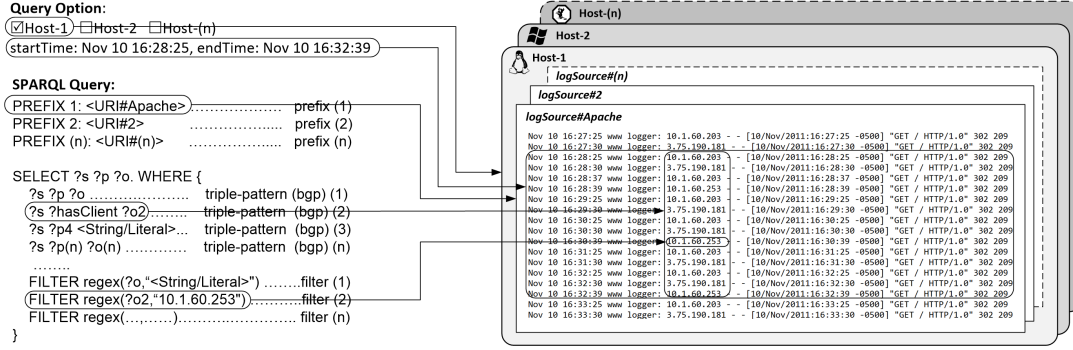 Query Option:
☑Host-1 ☐Host-2 ☐Host-(n)
startTime: Nov 10 16:28:25, endTime: Nov 10 16:32:39
SPARQL Query:
PREFIX 1: <URI#Apache> .................. prefix (1)
PREFIX 2: <URI#2> .................. prefix (2)
PREFIX (n): <URI#(n)> .................. prefix (n)
SELECT ?s ?p ?o. WHERE {
?s ?p ?o ..................... triple-pattern (bgp) (1)
?s ?hasClient ?o2 ......... triple-pattern (bgp) (2)
?s ?p4 <String/Literal>... triple-pattern (bgp) (3)
?s ?p(n) ?o(n) ............. triple-pattern (bgp) (n)
........
FILTER regex(?o,“<String/Literal>") ........filter (1)
FILTER regex(?o2,“10.1.60.253")............filter (2)
FILTER regex(...,......)........................ filter (n)
}
Host-(n)
Host-2
Host-1
logSource#(n)
logSource#2
logSource#Apache
Nov 10 16:27:25 www logger: 10.1.60.203 - - [10/Nov/2011:16:27:25 -0500] "GET / HTTP/1.0" 302 209
Nov 10 16:27:30 www logger: 3.75.190.181 - - [10/Nov/2011:16:27:30 -0500] "GET / HTTP/1.0" 302 209
Nov 10 16:28:25 www logger: 10.1.60.203 - - [10/Nov/2011:16:28:25 -0500] "GET / HTTP/1.0" 302 209
Nov 10 16:28:30 www logger: 3.75.190.181 - - [10/Nov/2011:16:28:30 -0500] "GET / HTTP/1.0" 302 209
Nov 10 16:28:37 www logger: 10.1.60.203 - - [10/Nov/2011:16:28:37 -0500] "GET / HTTP/1.0" 302 209
Nov 10 16:28:39 www logger: 10.1.60.253 - - [10/Nov/2011:16:28:39 -0500] "GET / HTTP/1.0" 302 209
Nov 10 16:29:25 www logger: 10.1.60.203 - - [10/Nov/2011:16:29:25 -0500] "GET / HTTP/1.0" 302 209
Nov 10 16:29:30 www logger: 3.75.190.181 - - [10/Nov/2011:16:29:30 -0500] "GET / HTTP/1.0" 302 209
Nov 10 16:30:25 www logger: 10.1.60.203 - - [10/Nov/2011:16:30:25 -0500] "GET / HTTP/1.0" 302 209
Nov 10 16:30:30 www logger: 3.75.190.181 - - [10/Nov/2011:16:30:30 -0500] "GET / HTTP/1.0" 302 209
Nov 10 16:30:39 www logger: 10.1.60.253 - - [10/Nov/2011:16:30:39 -0500] "GET / HTTP/1.0" 302 209
Nov 10 16:31:25 www logger: 10.1.60.203 - - [10/Nov/2011:16:31:25 -0500] "GET / HTTP/1.0" 302 209
Nov 10 16:31:30 www logger: 3.75.190.181 - - [10/Nov/2011:16:31:30 -0500] "GET / HTTP/1.0" 302 209
Nov 10 16:32:25 www logger: 10.1.60.203 - - [10/Nov/2011:16:32:25 -0500] "GET / HTTP/1.0" 302 209
Nov 10 16:32:30 www logger: 3.75.190.181 - - [10/Nov/2011:16:32:30 -0500] "GET / HTTP/1.0" 302 209
Nov 10 16:32:39 www logger: 10.1.60.253 - - [10/Nov/2011:16:32:39 -0500] "GET / HTTP/1.0" 302 209
Nov 10 16:33:25 www logger: 10.1.60.203 - - [10/Nov/2011:16:33:25 -0500] "GET / HTTP/1.0" 302 209
Nov 10 16:33:30 www logger: 3.75.190.181 - - [10/Nov/2011:16:33:30 -0500] "GET / HTTP/1.0" 302 209